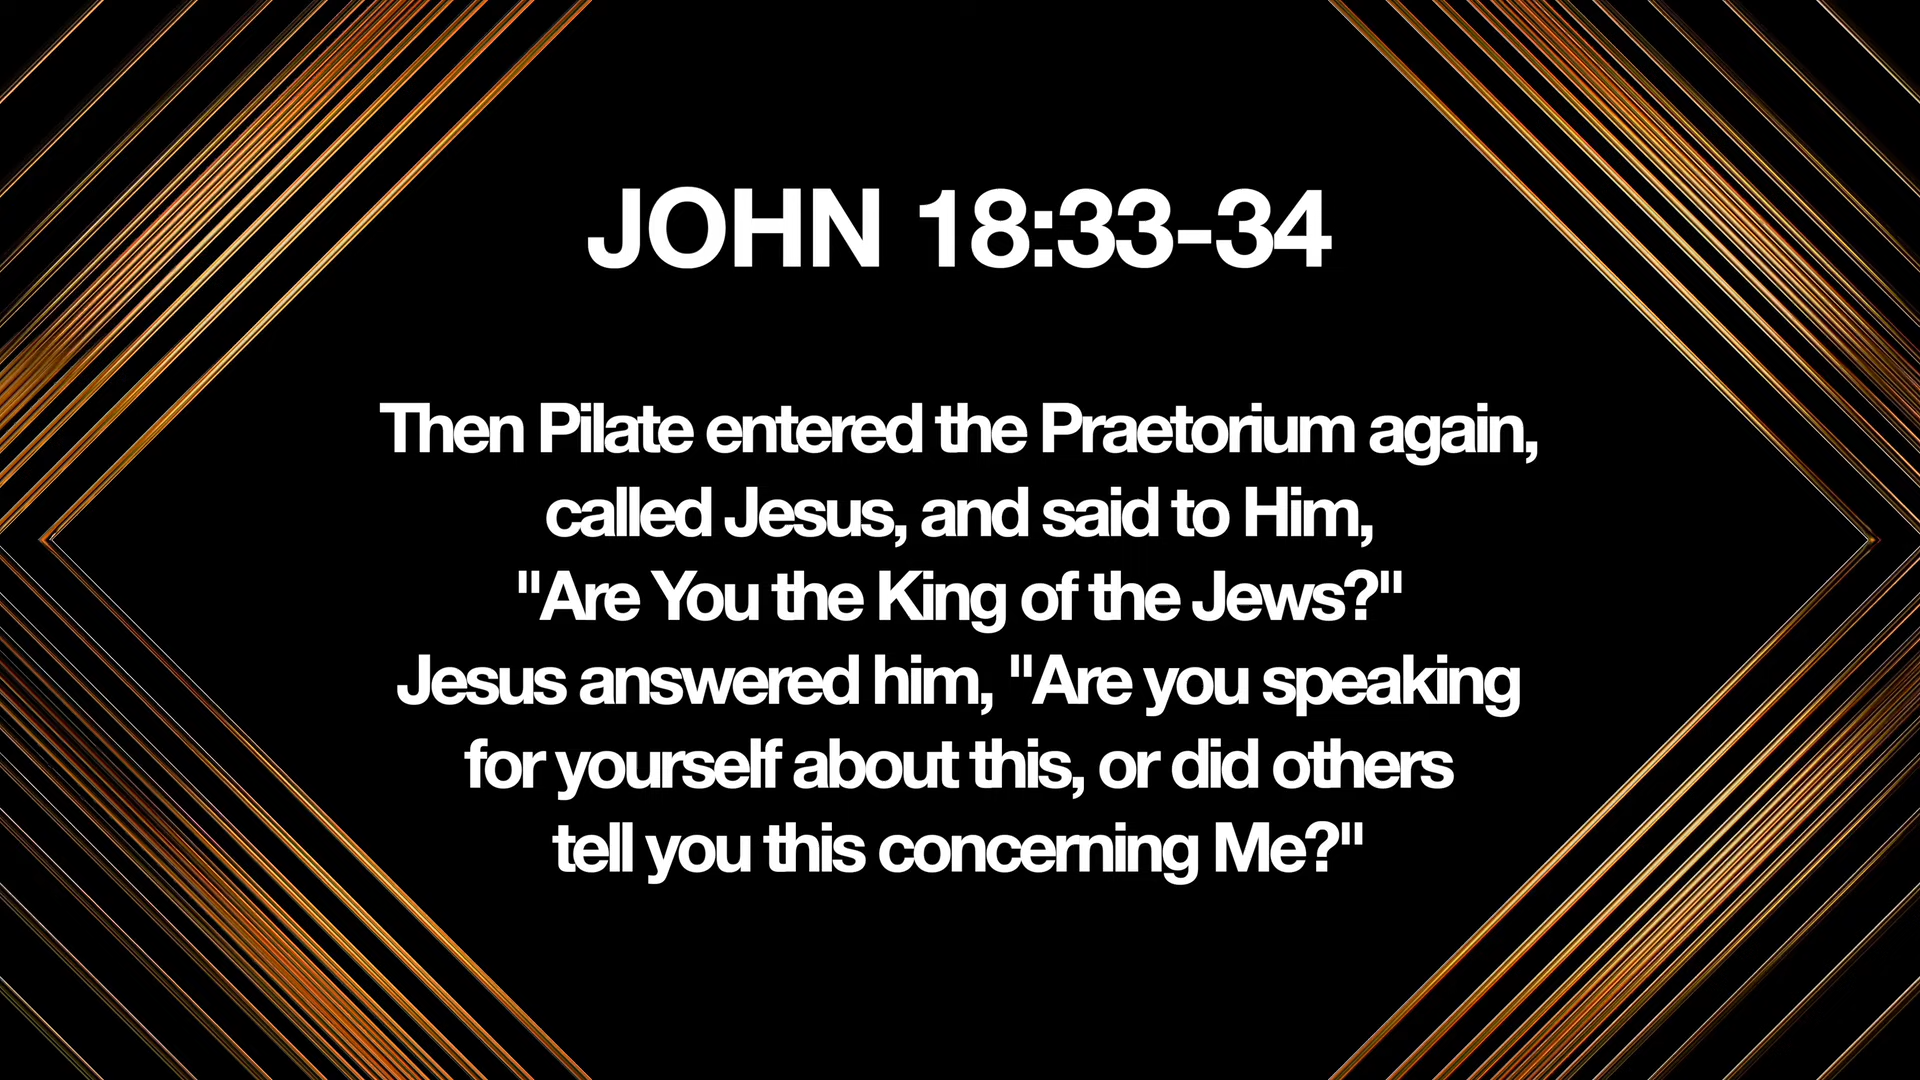 JOHN 18:33-34
Then Pilate entered the Praetorium again,
called Jesus, and said to Him,
"Are You the King of the Jews?"
Jesus answered him, "Are you speaking
for yourself about this, or did others
tell you this concerning Me?"